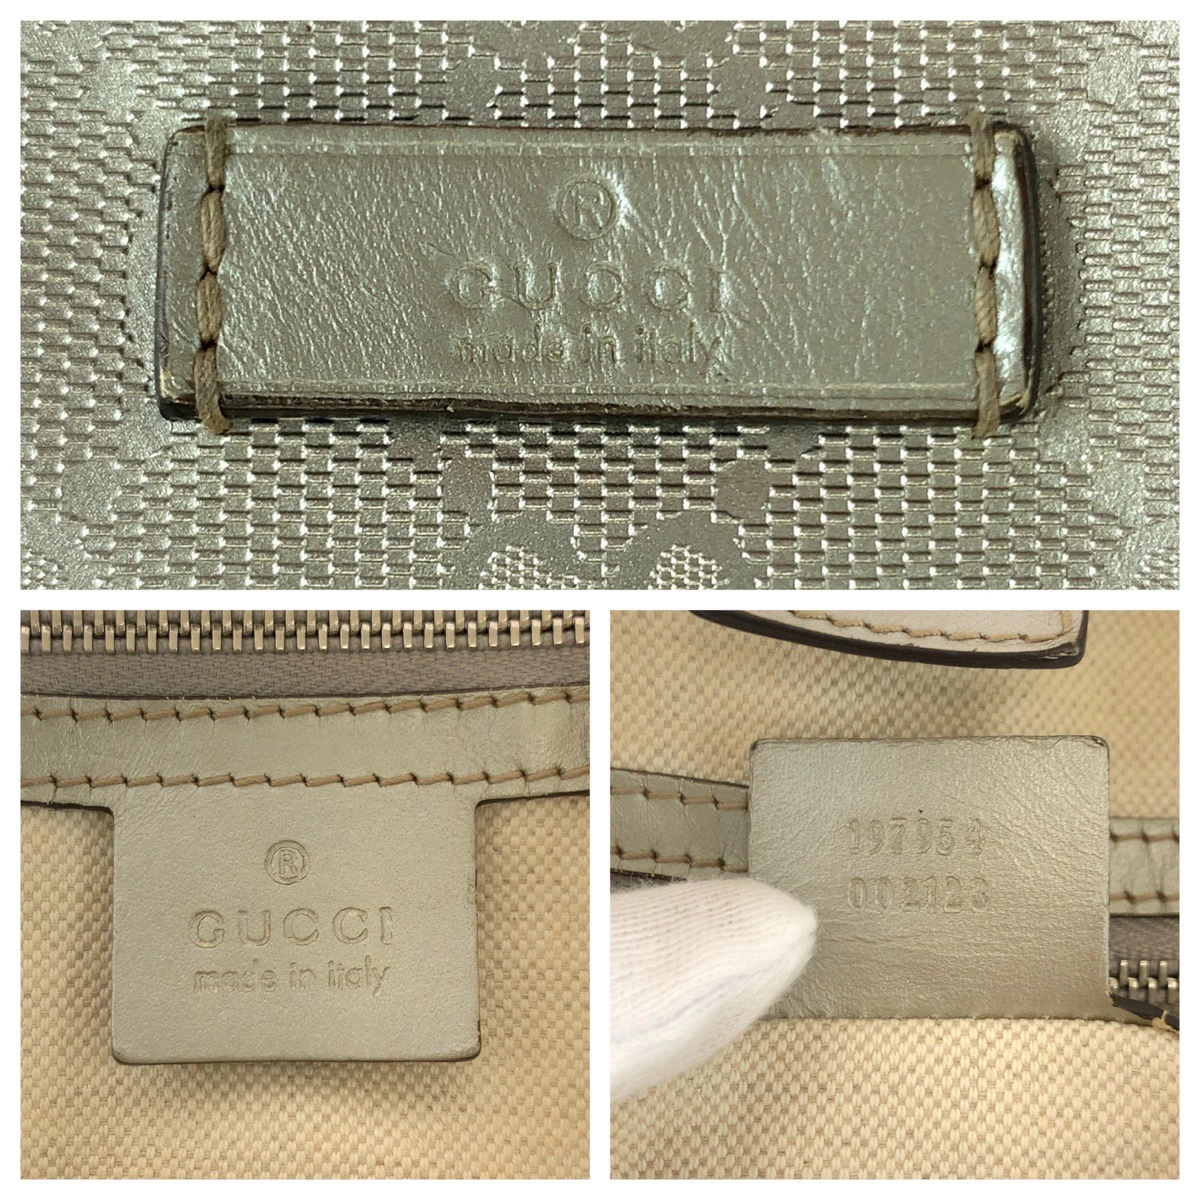 ®
GUCCI
made in italy
®
GUCCI
made in italy
197954
002123